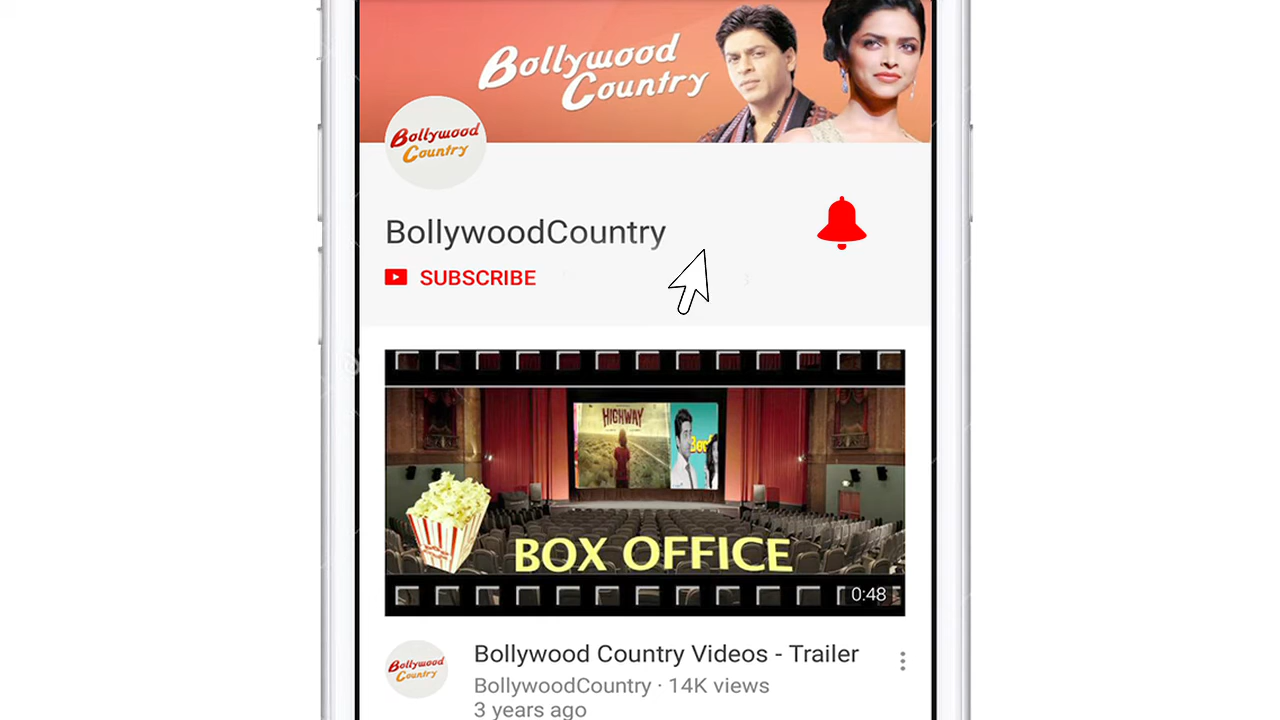 Bollywood
Country
Bollywood
Country
BollywoodCountry
SUBSCRIBE
HIGHWAY
BOX OFFICE
0:48
Bollywood
Country
Bollywood Country Videos - Trailer
BollywoodCountry · 14K views
3 years ago